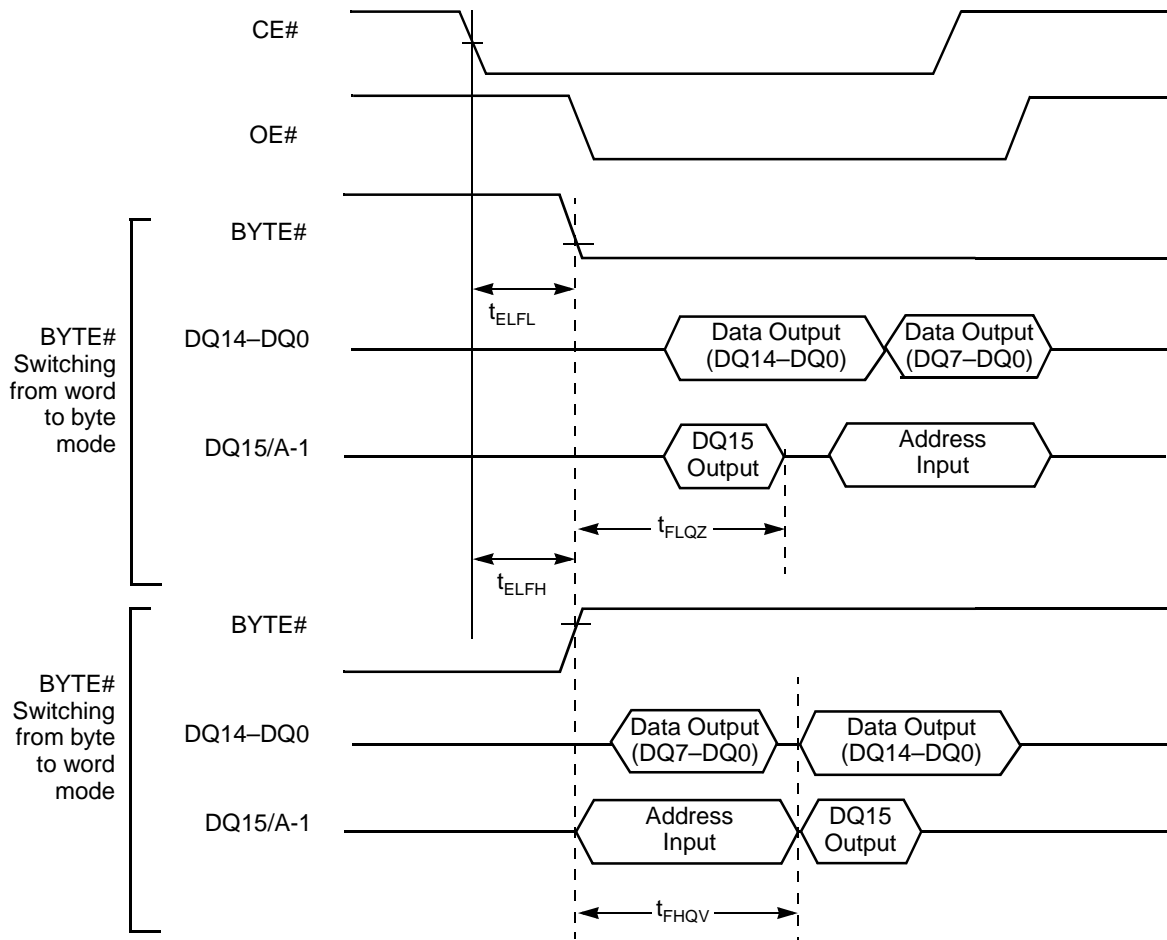 CE#
OE#
BYTE#
tELFL
BYTE#
Switching
from word
to byte
mode
DQ14–DQ0
Data Output
(DQ14–DQ0)
Data Output
(DQ7–DQ0)
DQ15/A-1
DQ15
Output
Address
Input
tFLQZ
tELFH
BYTE#
BYTE#
Switching
from byte
to word
mode
DQ14–DQ0
Data Output
(DQ7–DQ0)
Data Output
(DQ14–DQ0)
DQ15/A-1
Address
Input
DQ15
Output
tFHQV